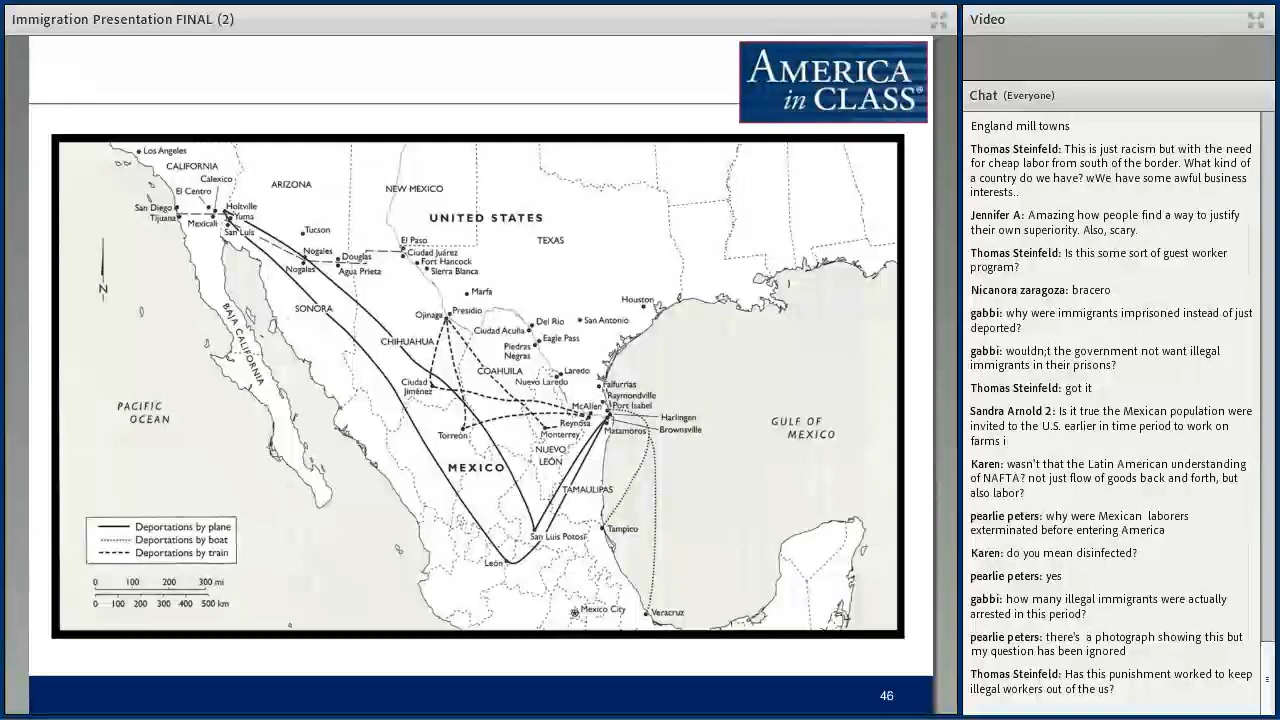 Immigration Presentation FINAL (2)
AMERICA
in CLASS®
Los Angeles
CALIFORNIA
Calexico
El Centro
ARIZONA
NEW MEXICO
San Diego
Holtville
Tijuana
Yuma
Mexicali
San Luis
UNITED STATES
Tucson
El Paso
TEXAS
Nogales
Douglas
Ciudad Juárez
Fort Hancock
Nogales
Agua Prieta
Sierra Blanca
N
Marfa
Houston
SONORA
Presidio
Ojinaga
Del Rio
San Antonio
Ciudad Acuña
Eagle Pass
BAJA CALIFORNIA
CHIHUAHUA
Piedras
Negras
COAHUILA
Laredo
Nuevo Laredo
Ciudad
Jiménez
Falfurrias
Raymondville
PACIFIC
OCEAN
McAllen
Port Isabel
Harlingen
Reynosa
Brownsville
GULF OF
MEXICO
Torreón
Monterrey
Matamoros
NUEVO
LEÓN
MEXICO
TAMAULIPAS
Deportations by plane
Deportations by boat
Deportations by train
Tampico
San Luis Potosí
León
0 100 200 300 mi
0 100 200 300 400 500 km
Mexico City
Veracruz
46
Video
Chat (Everyone)
England mill towns
Thomas Steinfeld: This is just racism but with the need
for cheap labor from south of the border. What kind of
a country do we have? wWe have some awful business
interests..
Jennifer A: Amazing how people find a way to justify
their own superiority. Also, scary.
Thomas Steinfeld: Is this some sort of guest worker
program?
Nicanora zaragoza: bracero
gabbi: why were immigrants imprisoned instead of just
deported?
gabbi: wouldn;t the government not want illegal
immigrants in their prisons?
Thomas Steinfeld: got it
Sandra Arnold 2: Is it true the Mexican population were
invited to the U.S. earlier in time period to work on
farms i
Karen: wasn't that the Latin American understanding
of NAFTA? not just flow of goods back and forth, but
also labor?
pearlie peters: why were Mexican  laborers
exterminated before entering America
Karen: do you mean disinfected?
pearlie peters: yes
gabbi: how many illegal immigrants were actually
arrested in this period?
pearlie peters: there's  a photograph showing this but
my question has been ignored
Thomas Steinfeld: Has this punishment worked to keep
illegal workers out of the us?